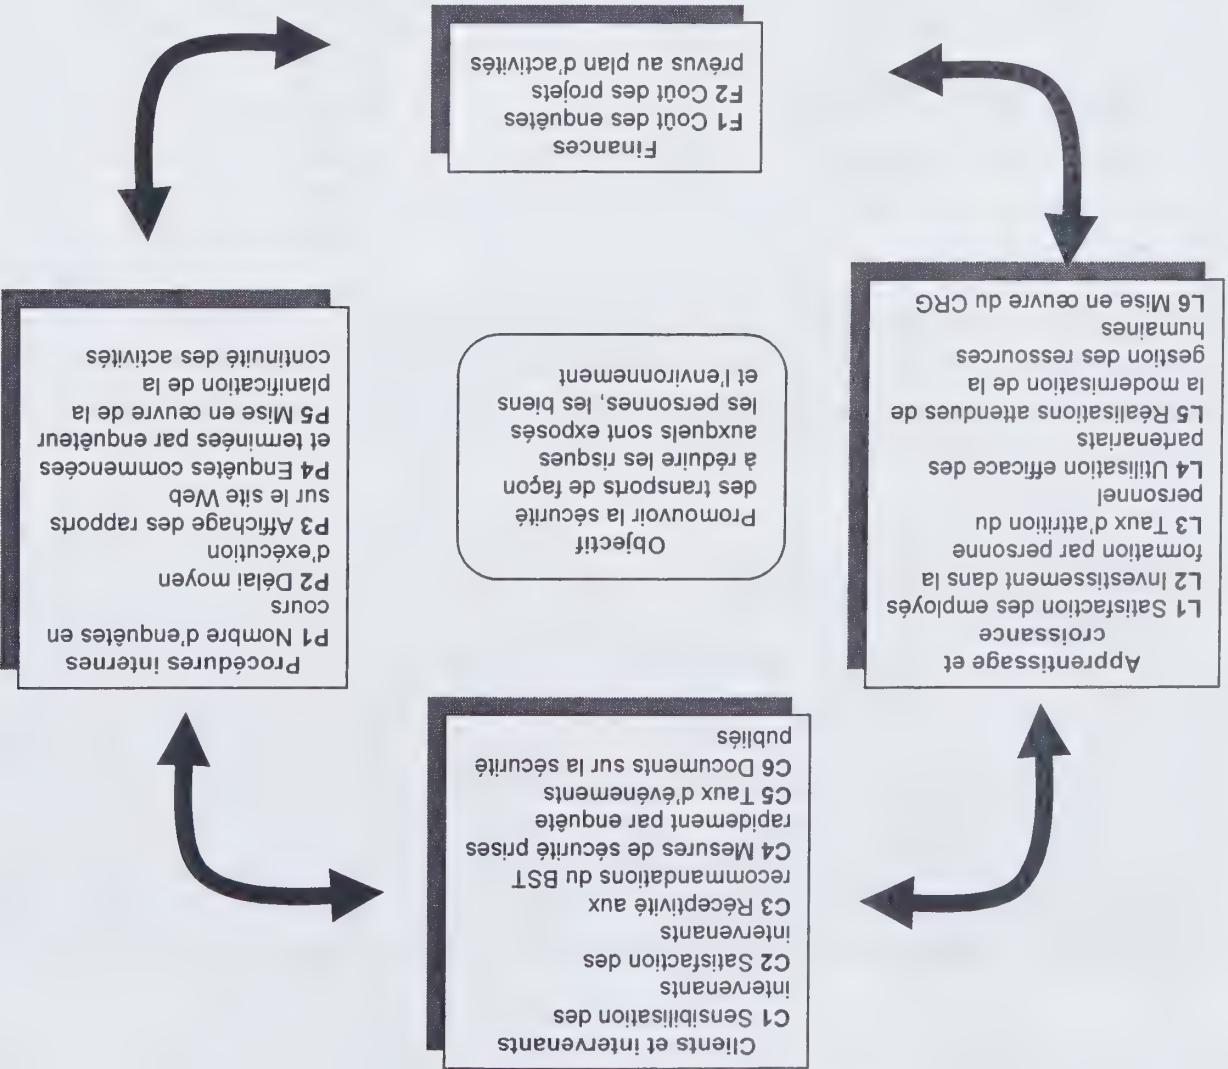 Clients et intervenants
C1 Sensibilisation des
intervenants
C2 Satisfaction des
intervenants
C3 Réceptivité aux
recommandations du BST
C4 Mesures de sécurité prises
rapidement par enquête
C5 Taux d'événements
C6 Documents sur la sécurité
publiés
Apprentissage et
croissance
L1 Satisfaction des employés
L2 Investissement dans la
formation par personne
L3 Taux d'attrition du
personnel
L4 Utilisation efficace des
partenariats
L5 Réalisations attendues de
la modernisation de la
gestion des ressources
humaines
L6 Mise en œuvre du CRG
Objectif
Promouvoir la sécurité
des transports de façon
à réduire les risques
auxquels sont exposés
les personnes, les biens
et l'environnement
Procédures internes
P1 Nombre d'enquêtes en
cours
P2 Délai moyen
d'exécution
P3 Affichage des rapports
sur le site Web
P4 Enquêtes commencées
et terminées par enquêteur
P5 Mise en œuvre de la
planification de la
continuité des activités
Finances
F1 Coût des enquêtes
F2 Coût des projets
prévus au plan d'activités